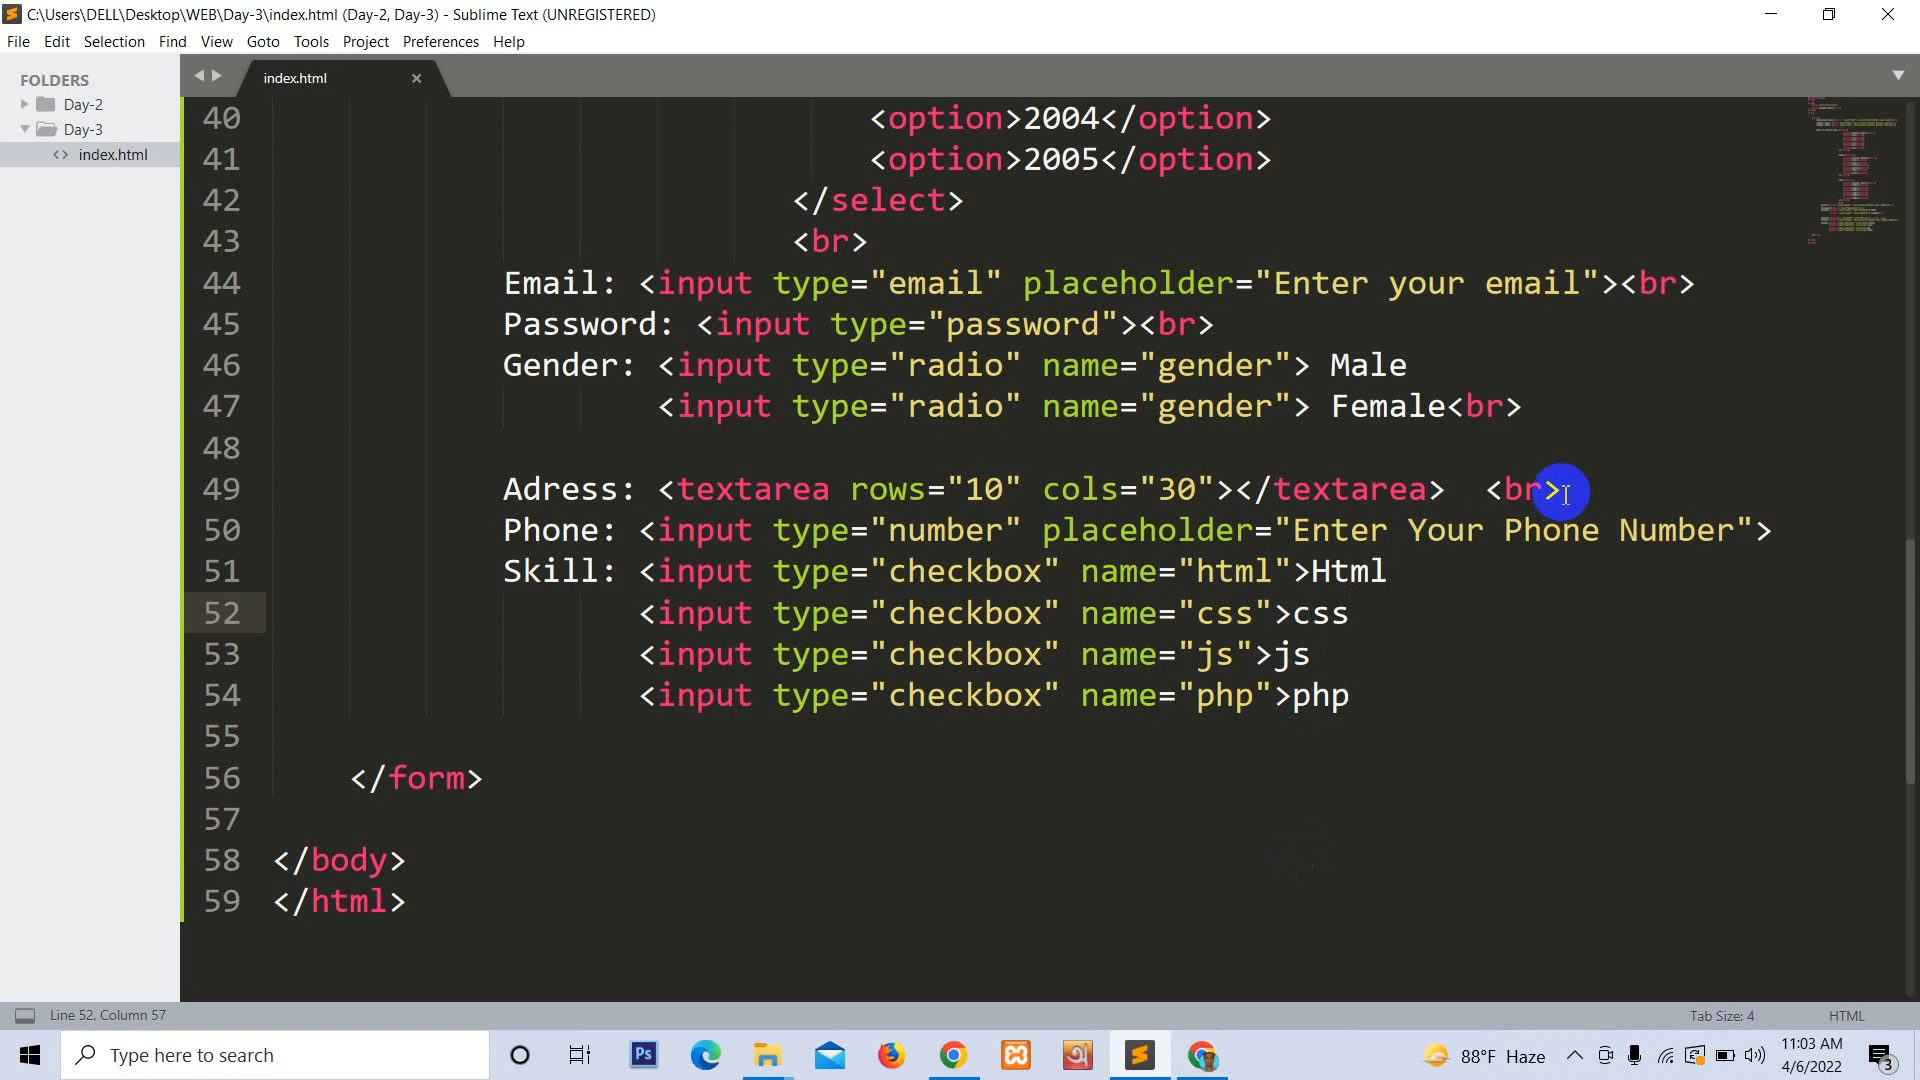 C:\Users\DELL\Desktop\WEB\Day-3\index.html (Day-2, Day-3) - Sublime Text (UNREGISTERED)
File Edit Selection Find View Goto Tools Project Preferences Help
FOLDERS
Day-2
Day-3
<> index.html
index.html ×
40 <option>2004</option>
41 <option>2005</option>
42 </select>
43 <br>
44 Email: <input type="email" placeholder="Enter your email"><br>
45 Password: <input type="password"><br>
46 Gender: <input type="radio" name="gender"> Male
47 <input type="radio" name="gender"> Female<br>
48
49 Adress: <textarea rows="10" cols="30"></textarea> <br>
50 Phone: <input type="number" placeholder="Enter Your Phone Number">
51 Skill: <input type="checkbox" name="html">Html
52 <input type="checkbox" name="css">css
53 <input type="checkbox" name="js">js
54 <input type="checkbox" name="php">php
55
56 </form>
57
58 </body>
59 </html>
Line 52, Column 57 Tab Size: 4 HTML
Type here to search
Ps
88°F Haze
11:03 AM
4/6/2022
3